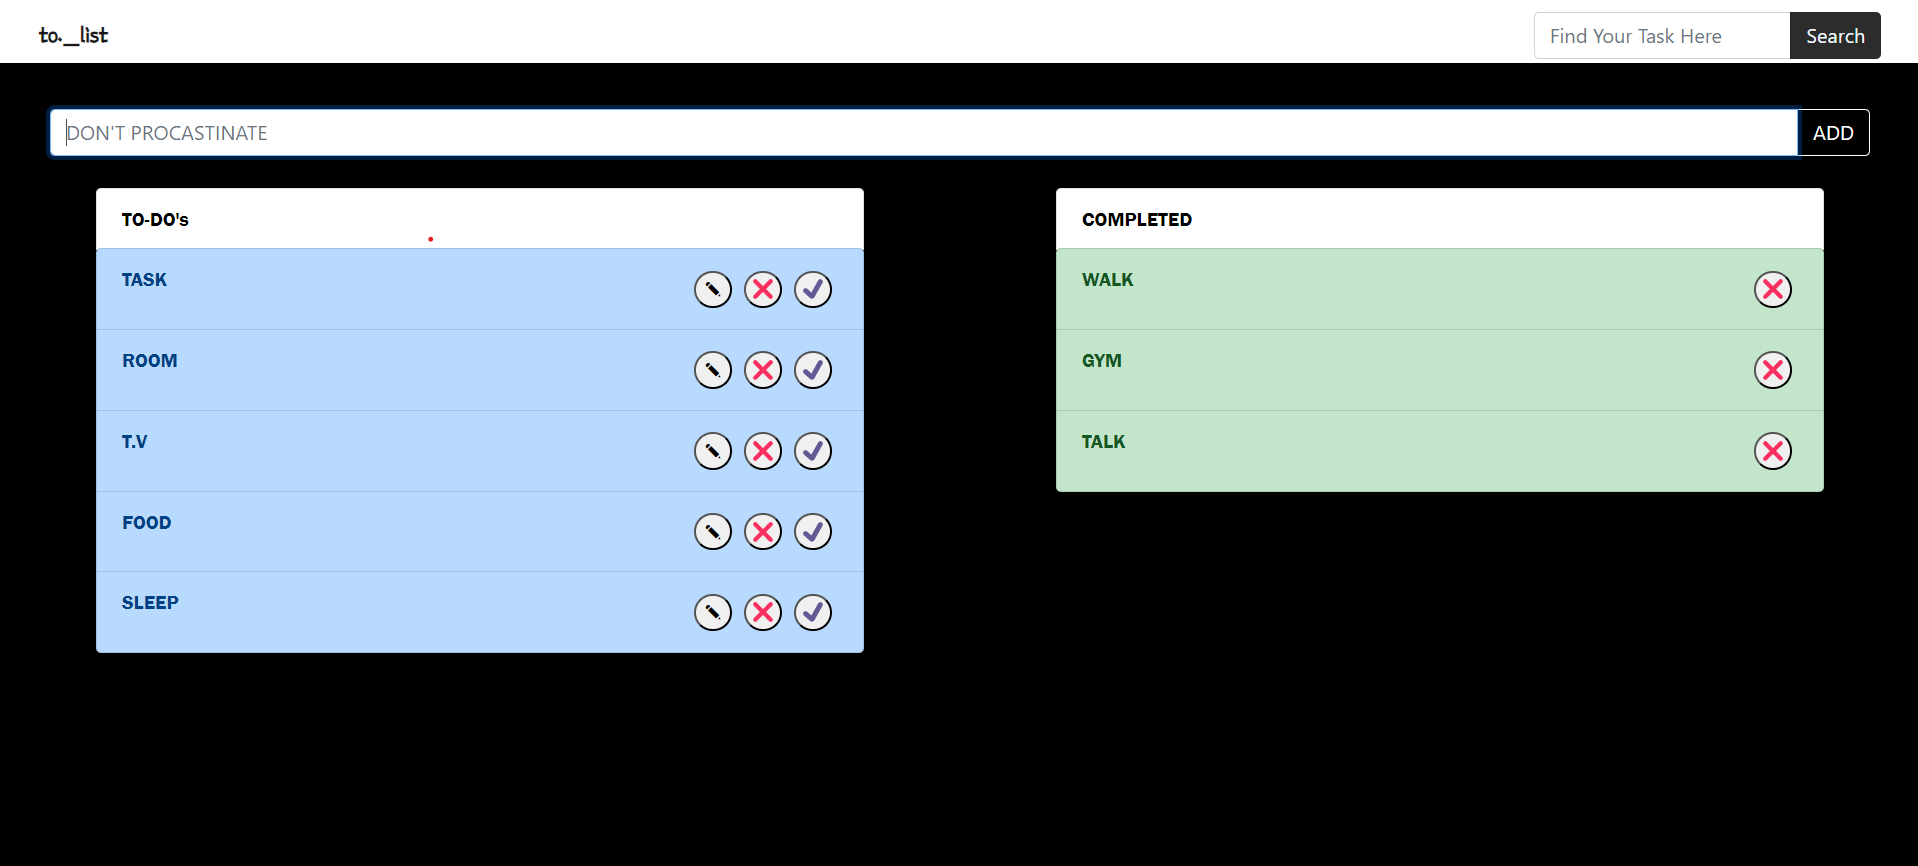 to._list
Find Your Task Here
Search
DON'T PROCASTINATE
ADD
TO-DO's
TASK
ROOM
T.V
FOOD
SLEEP
COMPLETED
WALK
GYM
TALK